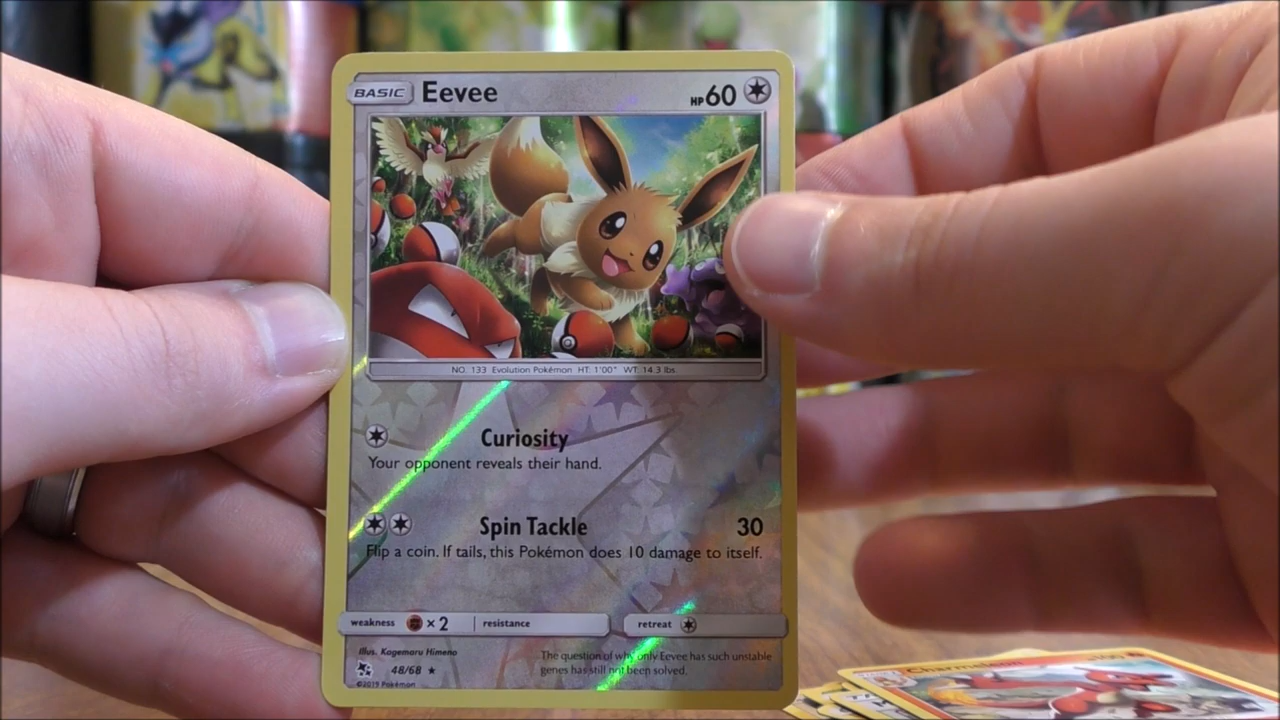 BASIC Eevee HP60
NO. 133 Evolution Pokémon HT: 1'00" WT: 14.3 lbs.
Curiosity
Your opponent reveals their hand.
Spin Tackle 30
Flip a coin. If tails, this Pokémon does 10 damage to itself.
weakness ×2 resistance retreat
Illus. Kagemaru Himeno
The question of why only Eevee has such unstable
genes has still not been solved.
48/68
©2019 Pokémon
Charmeleon